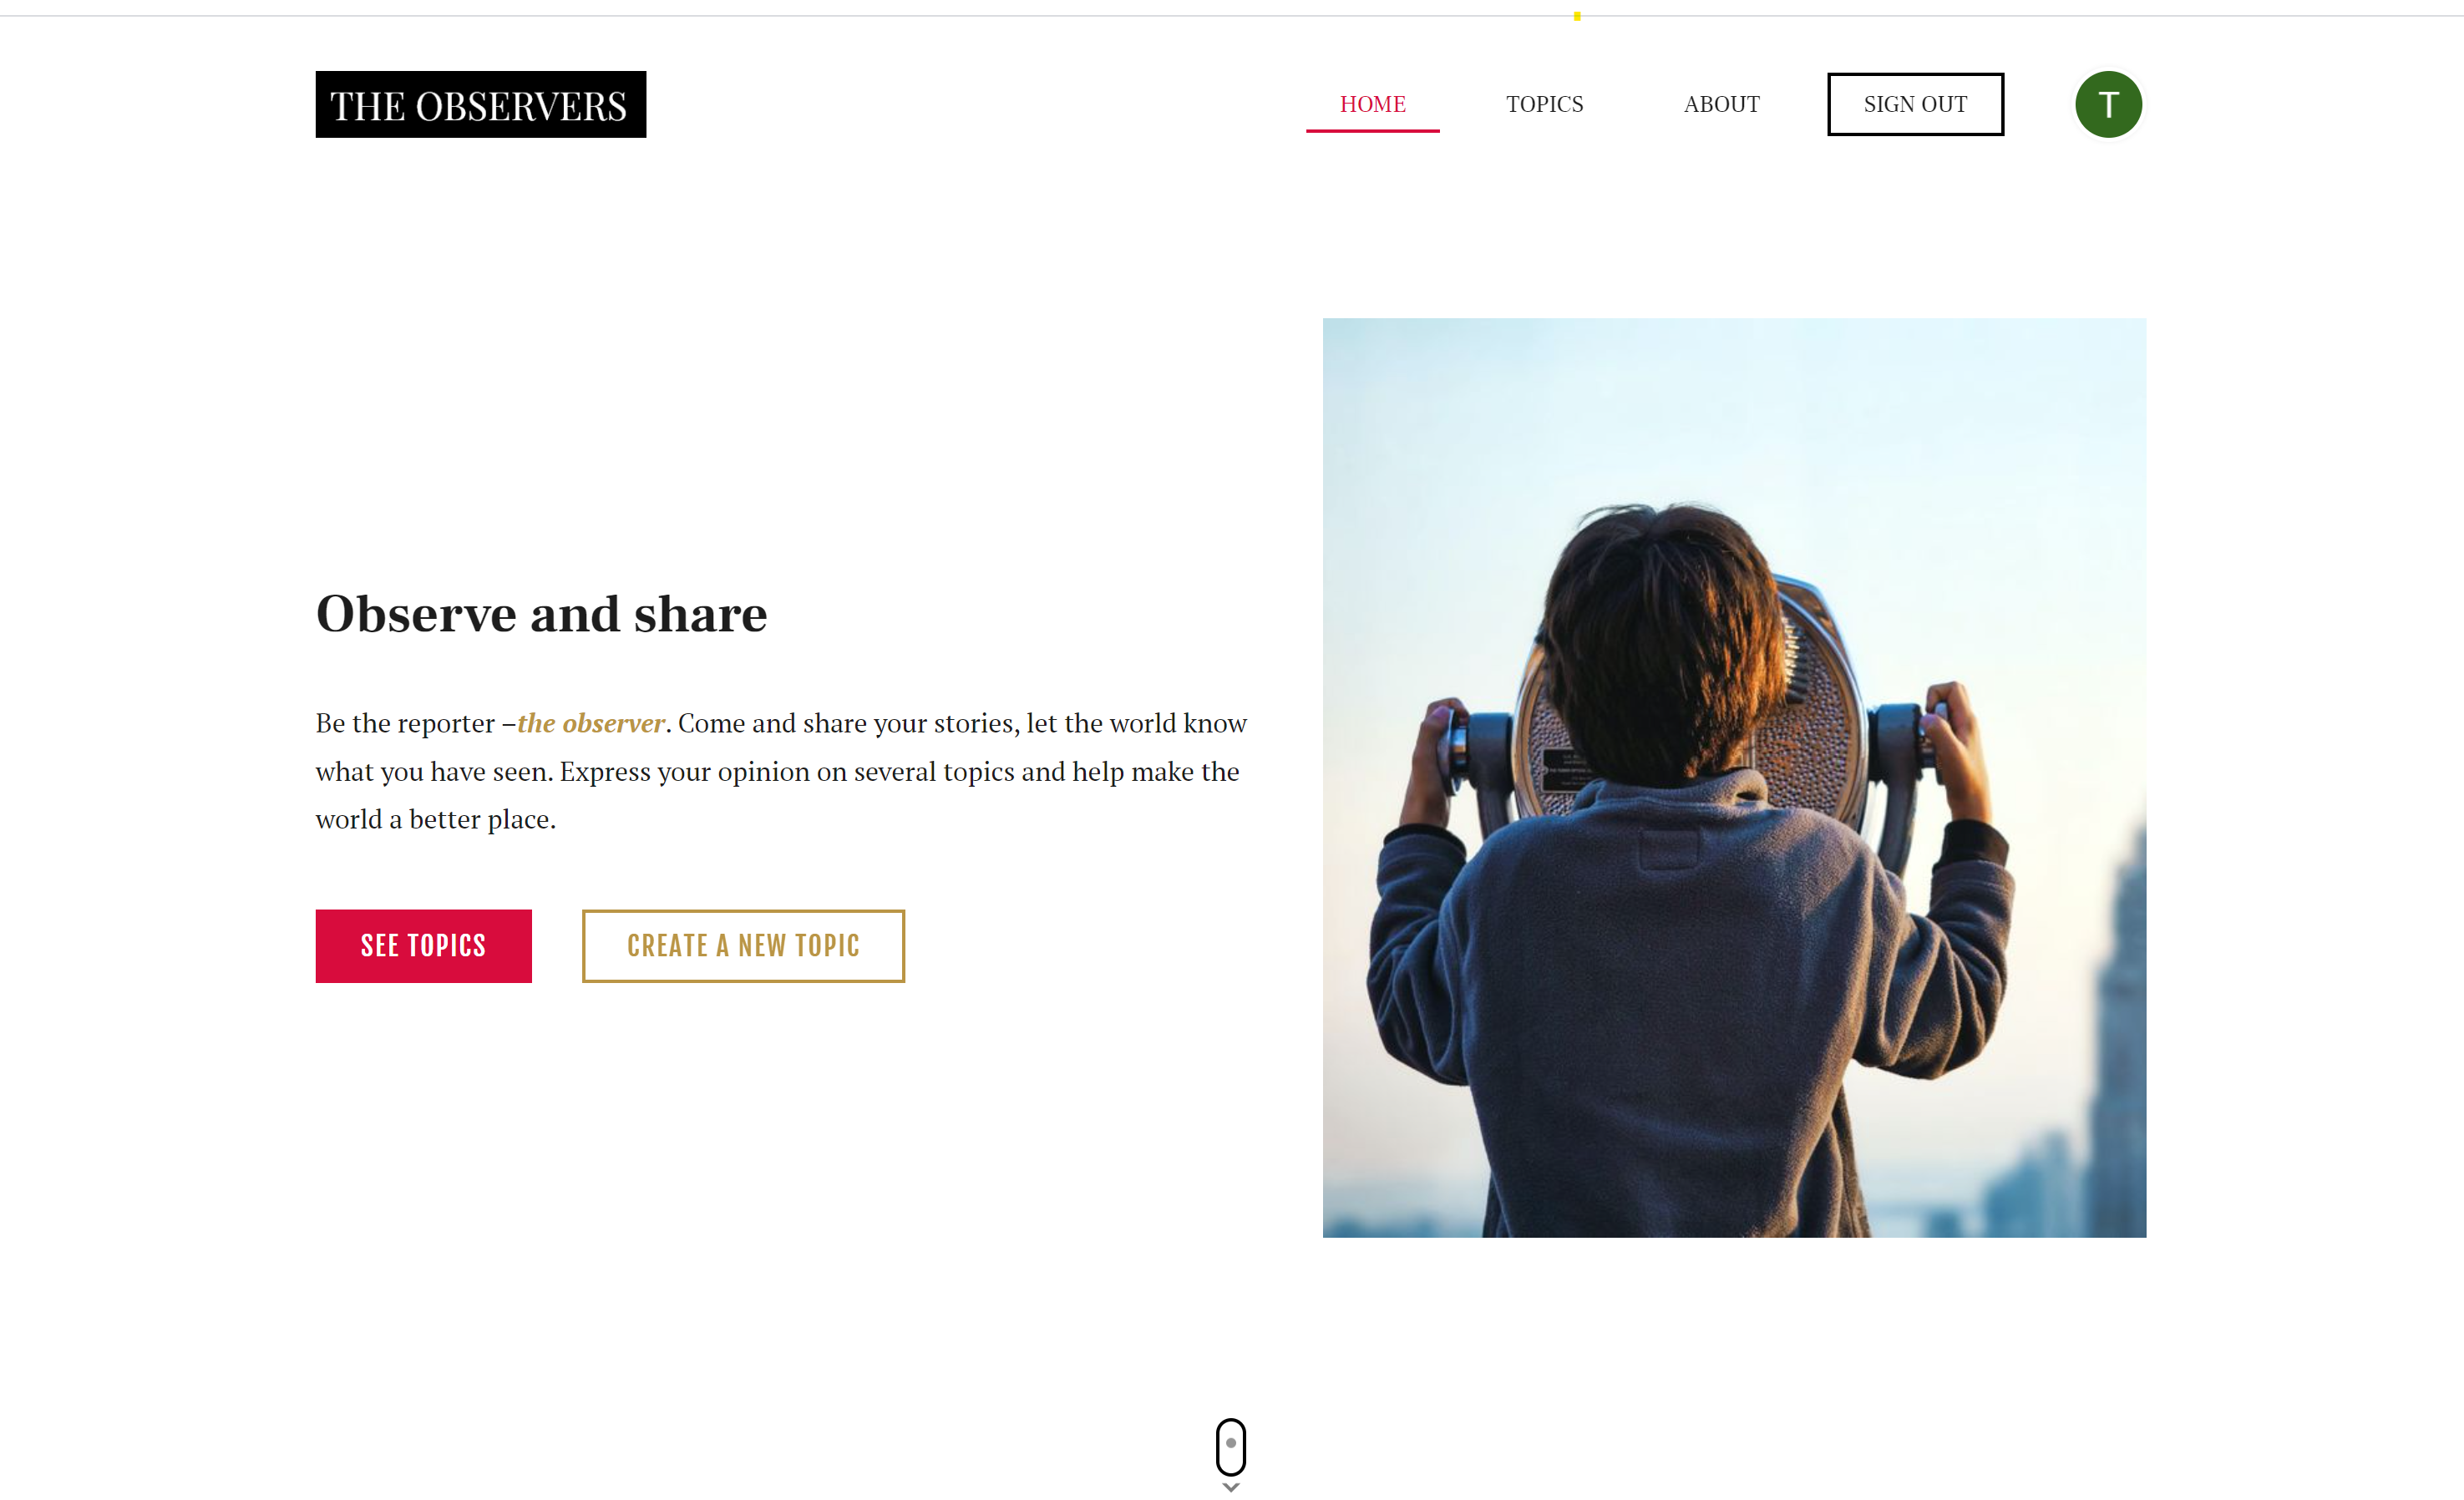 THE OBSERVERS
HOME
TOPICS
ABOUT
SIGN OUT
T
Observe and share
Be the reporter –the observer. Come and share your stories, let the world know
what you have seen. Express your opinion on several topics and help make the
world a better place.
SEE TOPICS
CREATE A NEW TOPIC